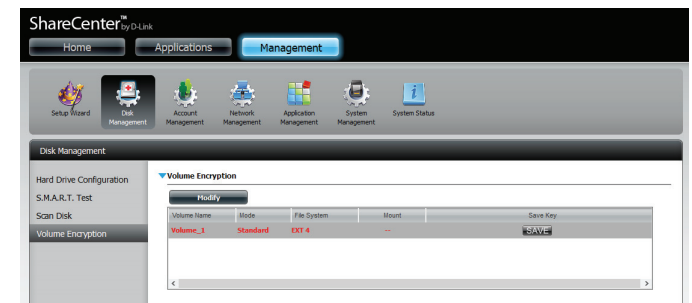 ShareCenter™ by D-Link
Home Applications Management
Setup Wizard Disk Management Account Management Network Management Application Management System Management System Status
Disk Management
Hard Drive Configuration
S.M.A.R.T. Test
Scan Disk
Volume Encryption
Volume Encryption
Modify
Volume Name Mode File System Mount Save Key
Volume_1 Standard EXT 4 -- SAVE